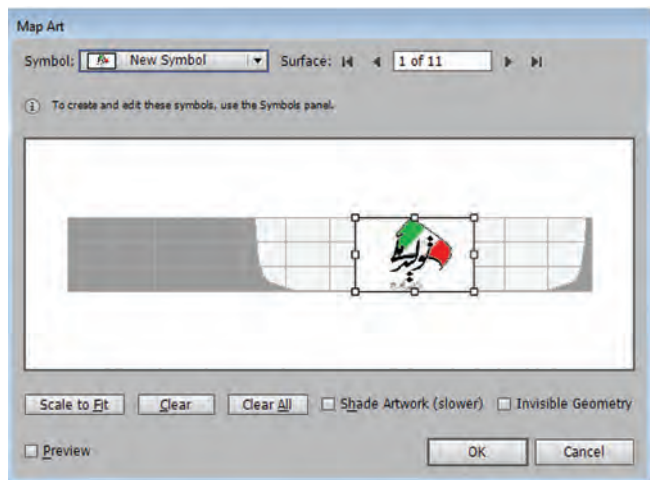 Map Art
Symbol: New Symbol Surface: 1 of 11
To create and edit these symbols, use the Symbols panel.
تولید ملی
Scale to Fit Clear Clear All Shade Artwork (slower) Invisible Geometry
Preview OK Cancel